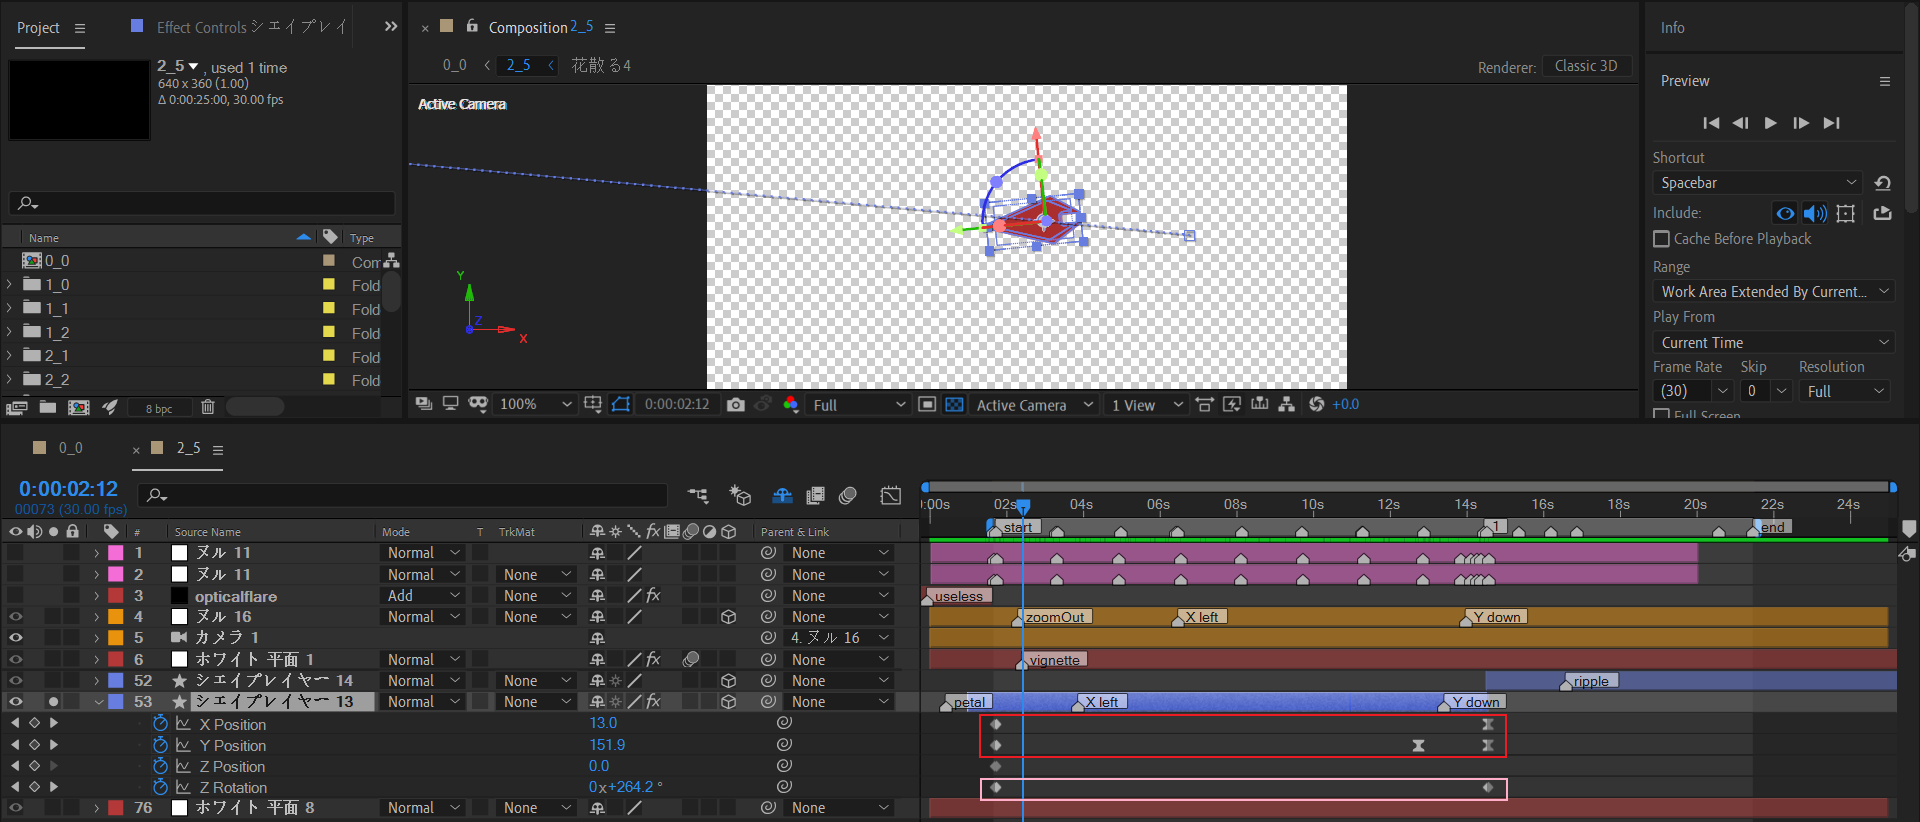 Project
Effect Controls シエイプレイ
2_5 , used 1 time
640 x 360 (1.00)
Δ 0:00:25:00, 30.00 fps
Name
Type
0_0
Com
1_0
Fold
1_1
Fold
1_2
Fold
2_1
Fold
2_2
Fold
8 bpc
Composition 2_5
0_0
2_5
花散る4
Renderer:
Classic 3D
Active Camera
Y
Z
X
100%
0:00:02:12
Full
Active Camera
1 View
+0.0
Info
Preview
Shortcut
Spacebar
Include:
Cache Before Playback
Range
Work Area Extended By Current...
Play From
Current Time
Frame Rate Skip Resolution
(30) 0 Full
Full Screen
0_0
2_5
0:00:02:12
00073 (30.00 fps)
# Source Name Mode T TrkMat Parent & Link
:00s 02s 04s 06s 08s 10s 12s 14s 16s 18s 20s 22s 24s
start 1 end
1 ヌル 11 Normal None
2 ヌル 11 Normal None None
3 opticalflare Add None None
useless
4 ヌル 16 Normal None None
zoomOut X left Y down
5 カメラ 1 4. ヌル 16
6 ホワイト 平面 1 Normal None None
vignette
52 シエイプレイヤー 14 Normal None None
ripple
53 シエイプレイヤー 13 Normal None None
petal X left Y down
X Position 13.0
Y Position 151.9
Z Position 0.0
Z Rotation 0x+264.2°
76 ホワイト 平面 8 Normal None None